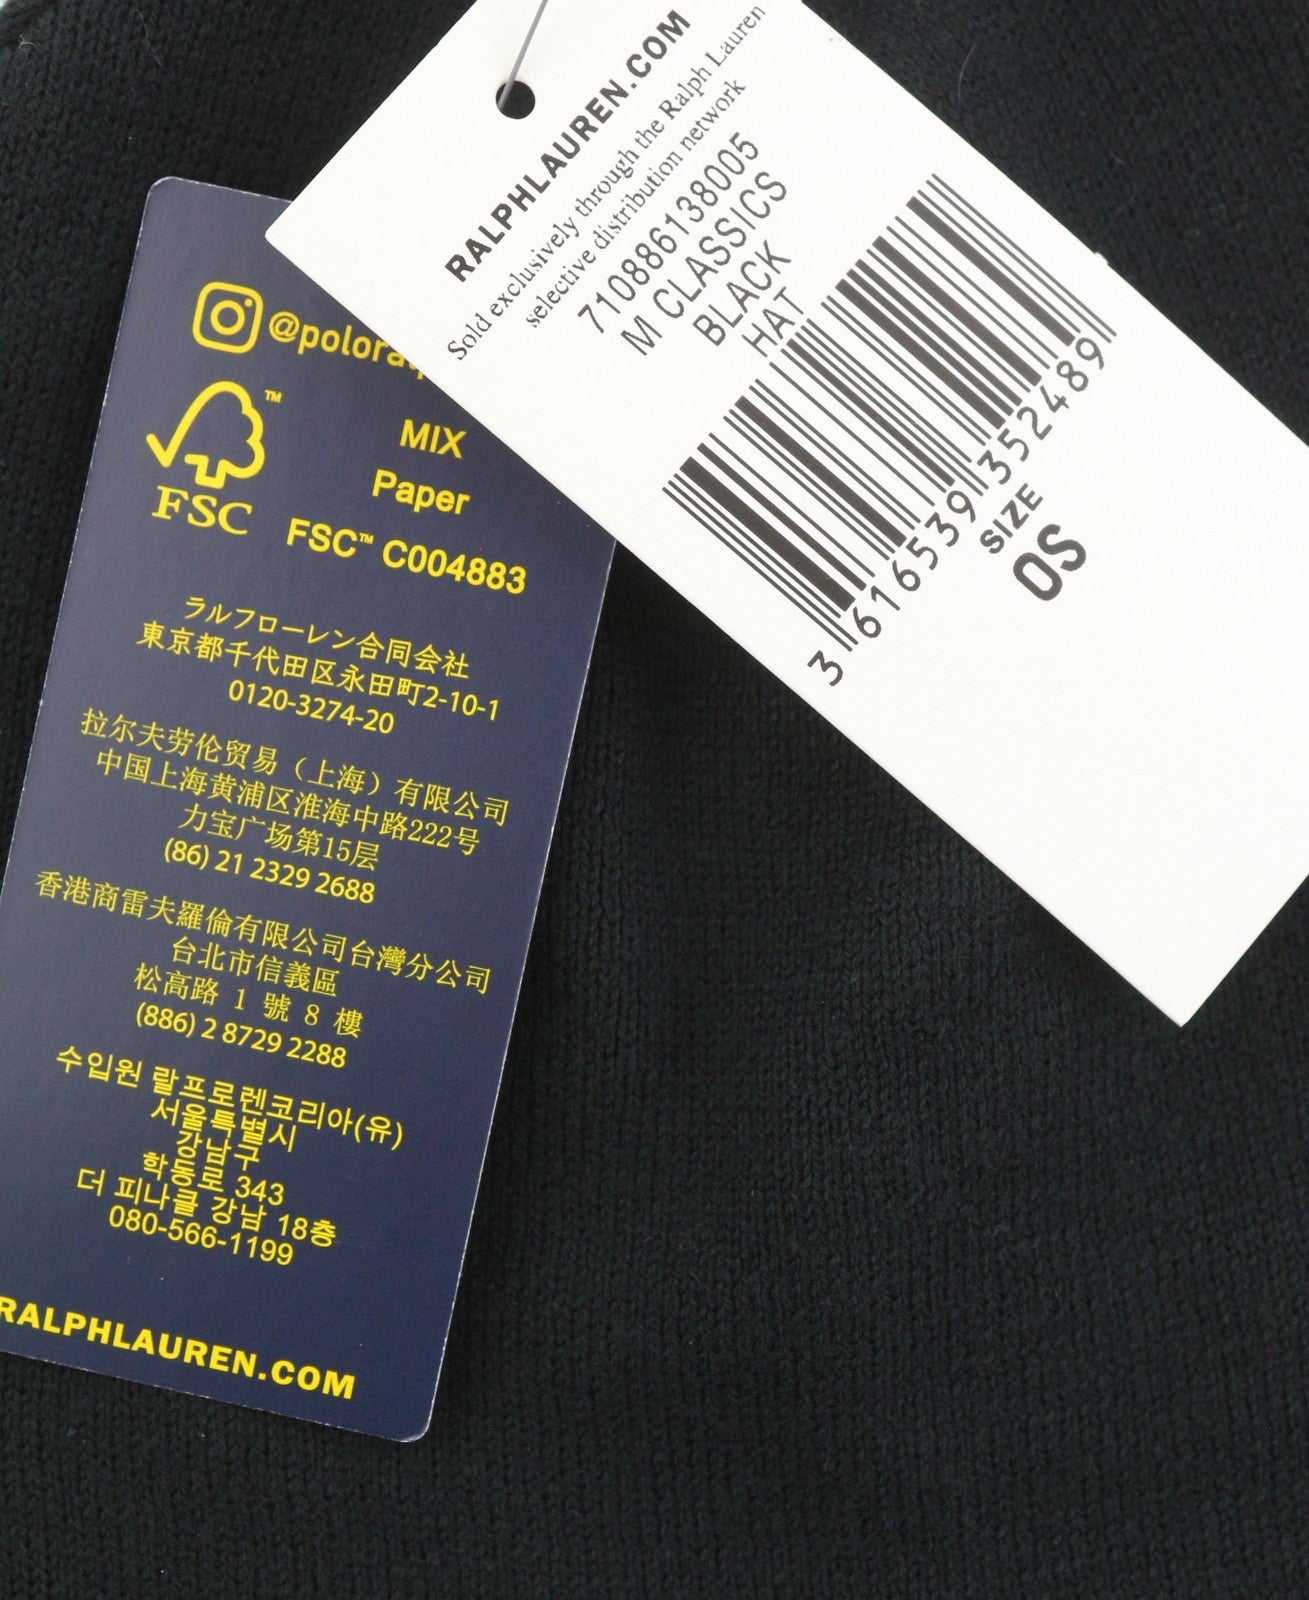 RALPHLAUREN.COM
Sold exclusively through the Ralph Lauren
selective distribution network
710886138005
M CLASSICS
BLACK
HAT
3 616539 352489
SIZE
OS
TM
MIX
Paper
FSC
FSC™ C004883
ラルフローレン合同会社
東京都千代田区永田町2-10-1
0120-3274-20
拉尔夫劳伦贸易（上海）有限公司
中国上海黄浦区淮海中路222号
力宝广场第15层
(86) 21 2329 2688
香港商雷夫羅倫有限公司台灣分公司
台北市信義區
松高路 1 號 8 樓
(886) 2 8729 2288
수입원 랄프로렌코리아(유)
서울특별시
강남구
학동로 343
더 피나클 강남 18층
080-566-1199
RALPHLAUREN.COM